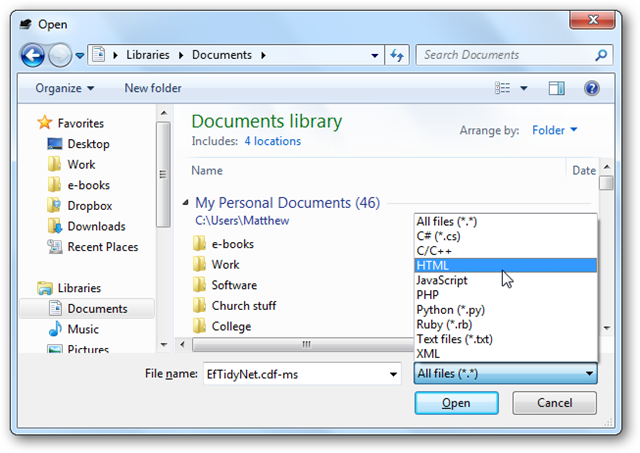 Open
Libraries Documents
Search Documents
Organize New folder
Favorites
Desktop
Work
e-books
Dropbox
Downloads
Recent Places
Libraries
Documents
Music
Pictures
Documents library
Includes: 4 locations
Arrange by: Folder
Name Date
My Personal Documents (46)
C:\Users\Matthew
e-books
Work
Software
Church stuff
College
All files (*.*)
C# (*.cs)
C/C++
HTML
JavaScript
PHP
Python (*.py)
Ruby (*.rb)
Text files (*.txt)
XML
File name: EfTidyNet.cdf-ms All files (*.*)
Open Cancel